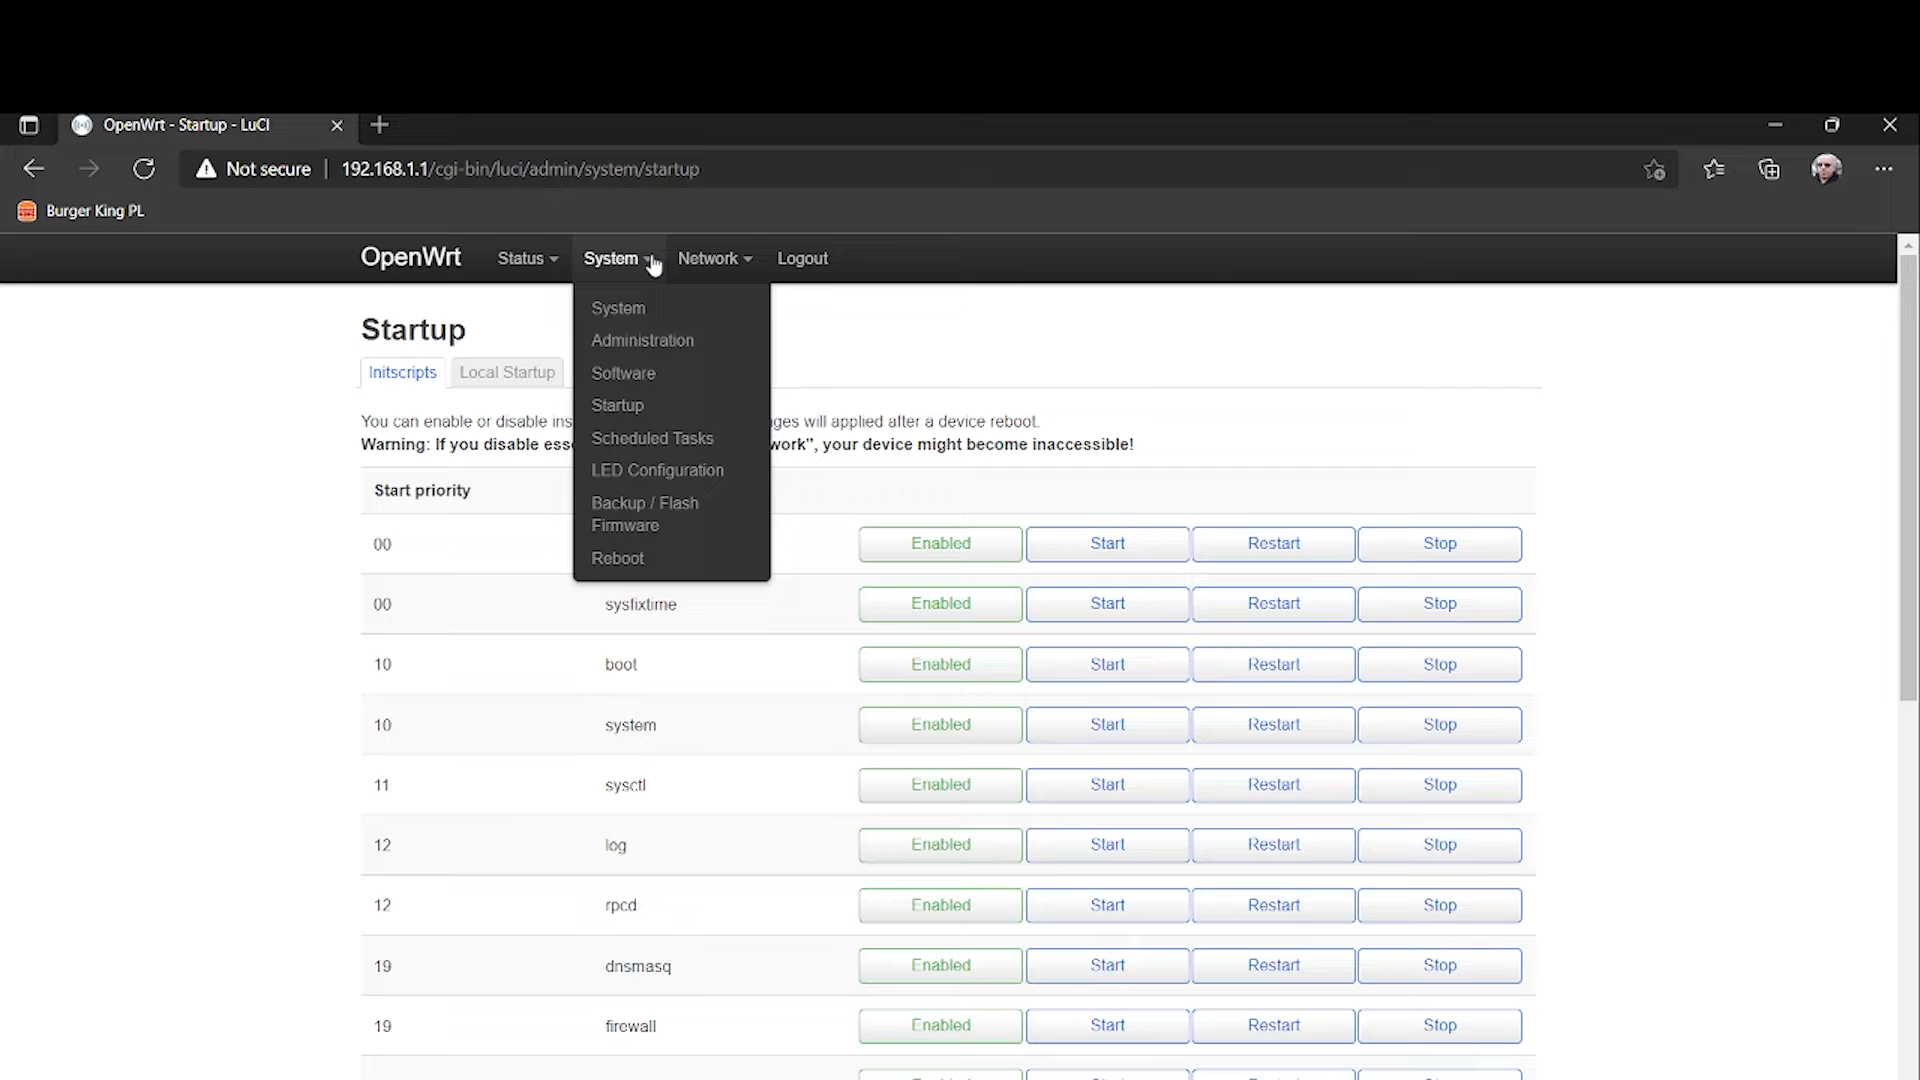 OpenWrt - Startup - LuCI
Not secure 192.168.1.1/cgi-bin/luci/admin/system/startup
Burger King PL
OpenWrt Status System Network Logout
System
Administration
Software
Startup
Scheduled Tasks
LED Configuration
Backup / Flash
Firmware
Reboot
Startup
Initscripts Local Startup
You can enable or disable ins ges will applied after a device reboot.
Warning: If you disable esse work", your device might become inaccessible!
Start priority
00 Enabled Start Restart Stop
00 sysfixtime Enabled Start Restart Stop
10 boot Enabled Start Restart Stop
10 system Enabled Start Restart Stop
11 sysctl Enabled Start Restart Stop
12 log Enabled Start Restart Stop
12 rpcd Enabled Start Restart Stop
19 dnsmasq Enabled Start Restart Stop
19 firewall Enabled Start Restart Stop